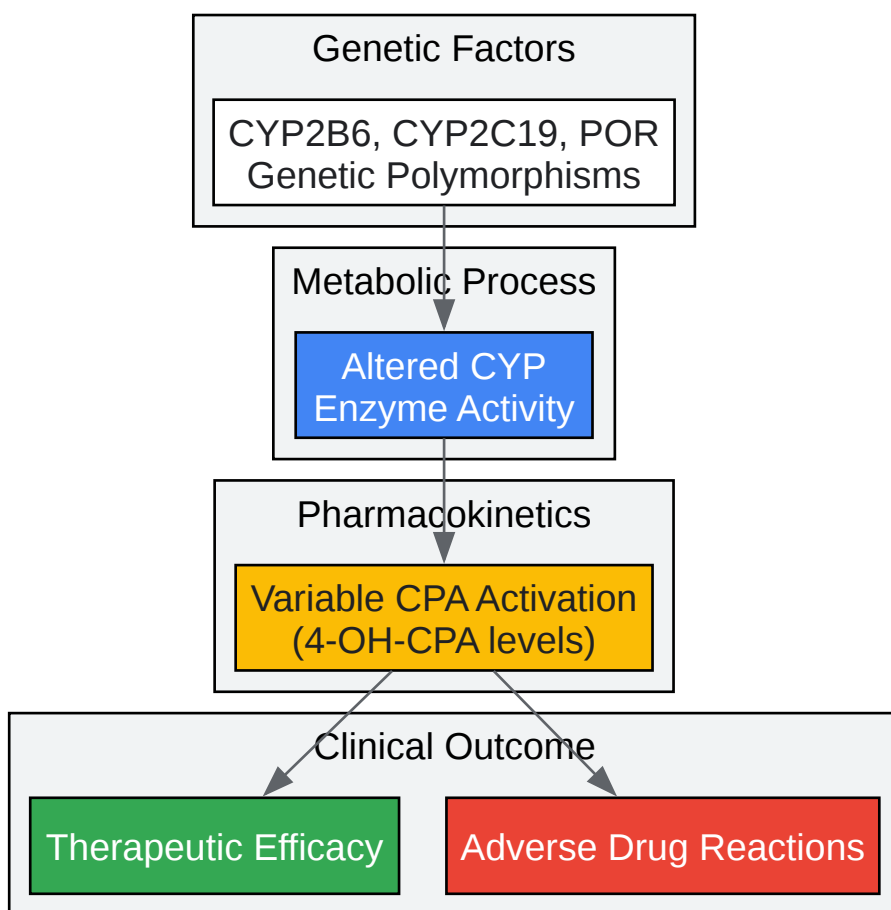 Genetic Factors
CYP2B6, CYP2C19, POR
Genetic Polymorphisms
Metabolic Process
Altered CYP
Enzyme Activity
Pharmacokinetics
Variable CPA Activation
(4-OH-CPA levels)
Clinical Outcome
Therapeutic Efficacy
Adverse Drug Reactions